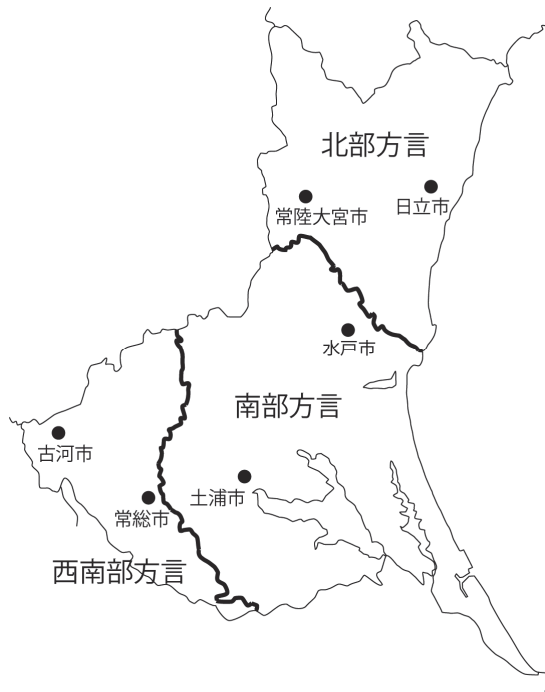 北部方言
常陸大宮市
日立市
水戸市
南部方言
古河市
土浦市
常総市
西南部方言